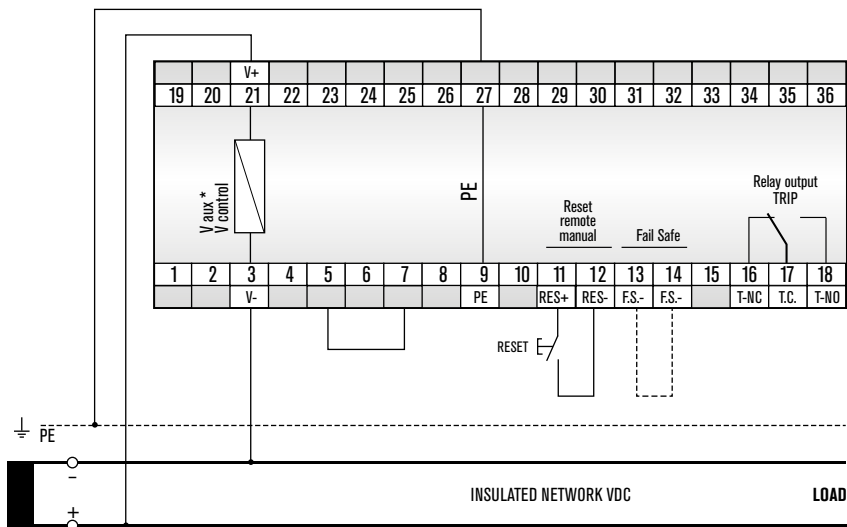 V+
19 20 21 22 23 24 25 26 27 28 29 30 31 32 33 34 35 36
V aux *
V control
PE
Reset
remote
manual
Fail Safe
Relay output
TRIP
1 2 3 4 5 6 7 8 9 10 11 12 13 14 15 16 17 18
V- PE RES+ RES- F.S.- F.S.- T-NC T.C. T-NO
RESET
PE
–
INSULATED NETWORK VDC LOAD
+